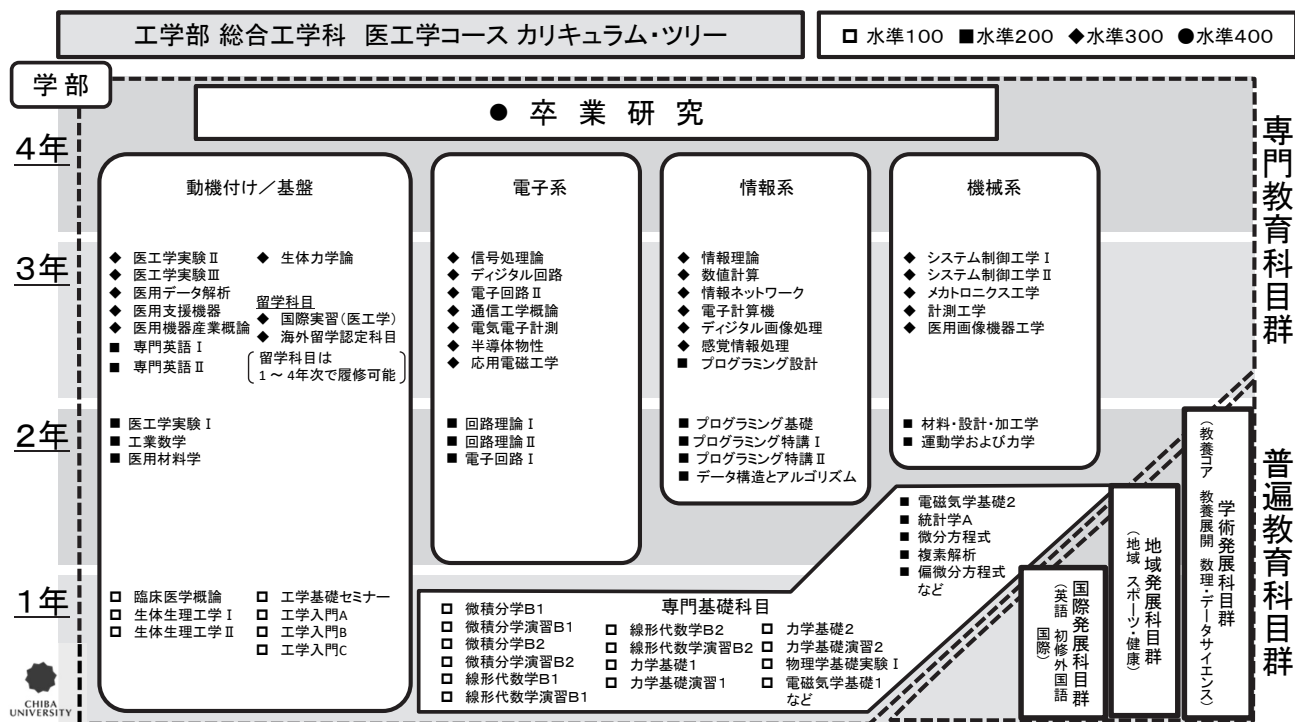 工学部 総合工学科 医工学コース カリキュラム・ツリー
□ 水準100 ■水準200 ◆水準300 ●水準400
学部
● 卒 業 研 究
4年
3年
2年
1年
動機付け／基盤
◆ 医工学実験Ⅱ
◆ 医工学実験Ⅲ
◆ 医用データ解析
◆ 医用支援機器
◆ 医用機器産業概論
■ 専門英語Ⅰ
■ 専門英語Ⅱ
◆ 生体力学論
留学科目
◆ 国際実習(医工学)
◆ 海外留学認定科目
留学科目は
1～4年次で履修可能
■ 医工学実験Ⅰ
■ 工業数学
■ 医用材料学
□ 臨床医学概論
□ 生体生理工学Ⅰ
□ 生体生理工学Ⅱ
□ 工学基礎セミナー
□ 工学入門A
□ 工学入門B
□ 工学入門C
電子系
◆ 信号処理論
◆ ディジタル回路
◆ 電子回路Ⅱ
◆ 通信工学概論
◆ 電気電子計測
◆ 半導体物性
◆ 応用電磁工学
■ 回路理論Ⅰ
■ 回路理論Ⅱ
■ 電子回路Ⅰ
情報系
◆ 情報理論
◆ 数値計算
◆ 情報ネットワーク
◆ 電子計算機
◆ ディジタル画像処理
◆ 感覚情報処理
■ プログラミング設計
■ プログラミング基礎
■ プログラミング特講Ⅰ
■ プログラミング特講Ⅱ
■ データ構造とアルゴリズム
機械系
◆ システム制御工学Ⅰ
◆ システム制御工学Ⅱ
◆ メカトロニクス工学
◆ 計測工学
◆ 医用画像機器工学
■ 材料・設計・加工学
■ 運動学および力学
■ 電磁気学基礎2
■ 統計学A
■ 微分方程式
■ 複素解析
■ 偏微分方程式
など
専門基礎科目
□ 微積分学B1
□ 微積分学演習B1
□ 微積分学B2
□ 微積分学演習B2
□ 線形代数学B1
□ 線形代数学演習B1
□ 線形代数学B2
□ 線形代数学演習B2
□ 力学基礎1
□ 力学基礎演習1
□ 力学基礎2
□ 力学基礎演習2
□ 物理学基礎実験Ⅰ
□ 電磁気学基礎1
など
国際発展科目群
(英語 初修外国語
国際)
地域発展科目群
(地域 スポーツ・健康)
学術発展科目群
(教養コア 教養展開 数理・データサイエンス)
専門教育科目群
普遍教育科目群
CHIBA
UNIVERSITY